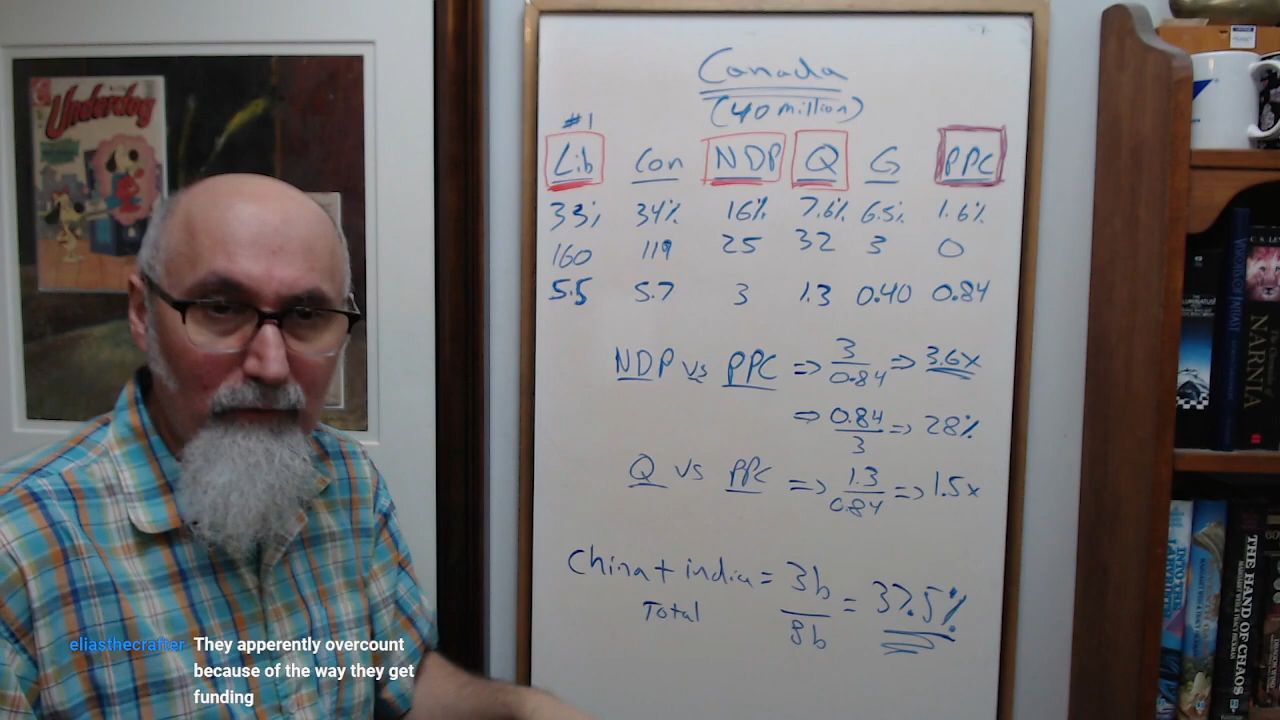 Underdog
Canada
(40 million)
#1
Lib Con NDP Q G PPC
33% 34% 16% 7.6% 6.5% 1.6%
160 119 25 32 3 0
5.5 5.7 3 1.3 0.40 0.84
NDP vs PPC => 3/0.84 => 3.6x
=> 0.84/3 => 28%
Q vs PPC => 1.3/0.84 => 1.5x
China + india = 3b/8b = 37.5%
Total
NARNIA
THE HAND OF CHAOS
INTO THE
eliasthecrafter They apparently overcount
because of the way they get
funding